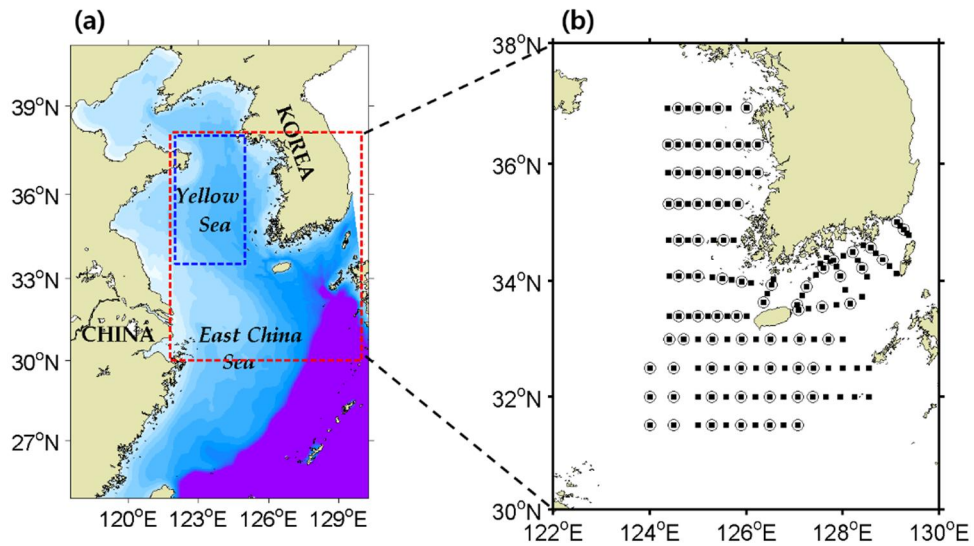 (a)
(b)
39°N
36°N
33°N
30°N
27°N
120°E 123°E 126°E 129°E
KOREA
Yellow
Sea
CHINA
East China
Sea
38°N
36°N
34°N
32°N
30°N
122°E 124°E 126°E 128°E 130°E